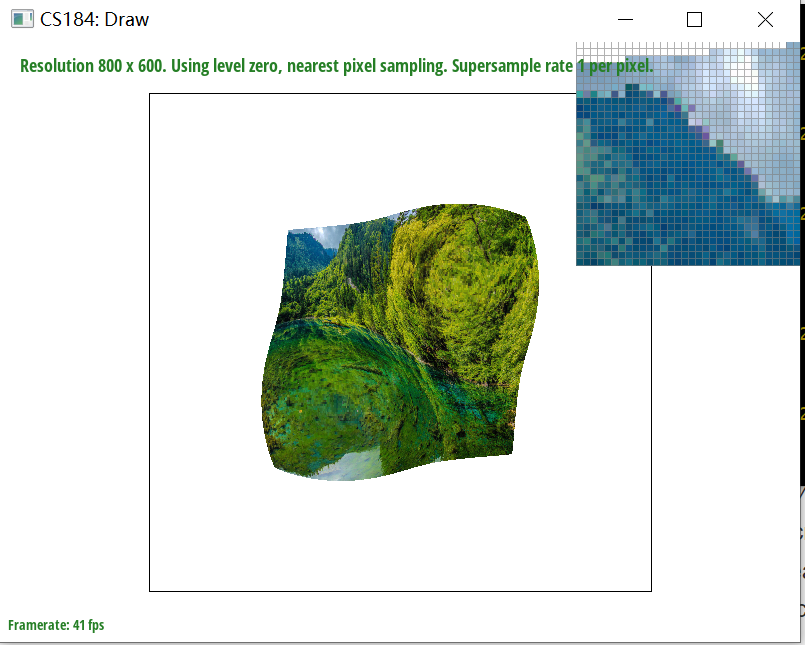 CS184: Draw
Resolution 800 x 600. Using level zero, nearest pixel sampling. Supersample rate 1 per pixel.
Framerate: 41 fps